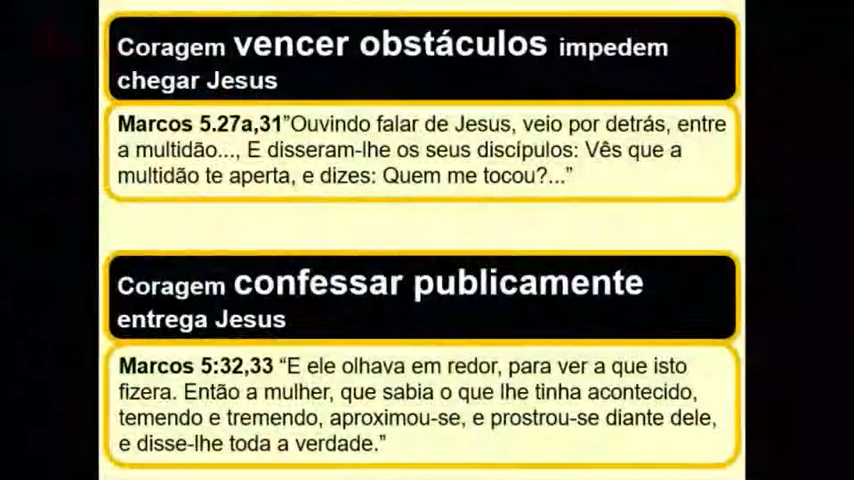 Coragem vencer obstáculos impedem
chegar Jesus
Marcos 5.27a,31”Ouvindo falar de Jesus, veio por detrás, entre
a multidão..., E disseram-lhe os seus discípulos: Vês que a
multidão te aperta, e dizes: Quem me tocou?...”
Coragem confessar publicamente
entrega Jesus
Marcos 5:32,33 “E ele olhava em redor, para ver a que isto
fizera. Então a mulher, que sabia o que lhe tinha acontecido,
temendo e tremendo, aproximou-se, e prostrou-se diante dele,
e disse-lhe toda a verdade.”